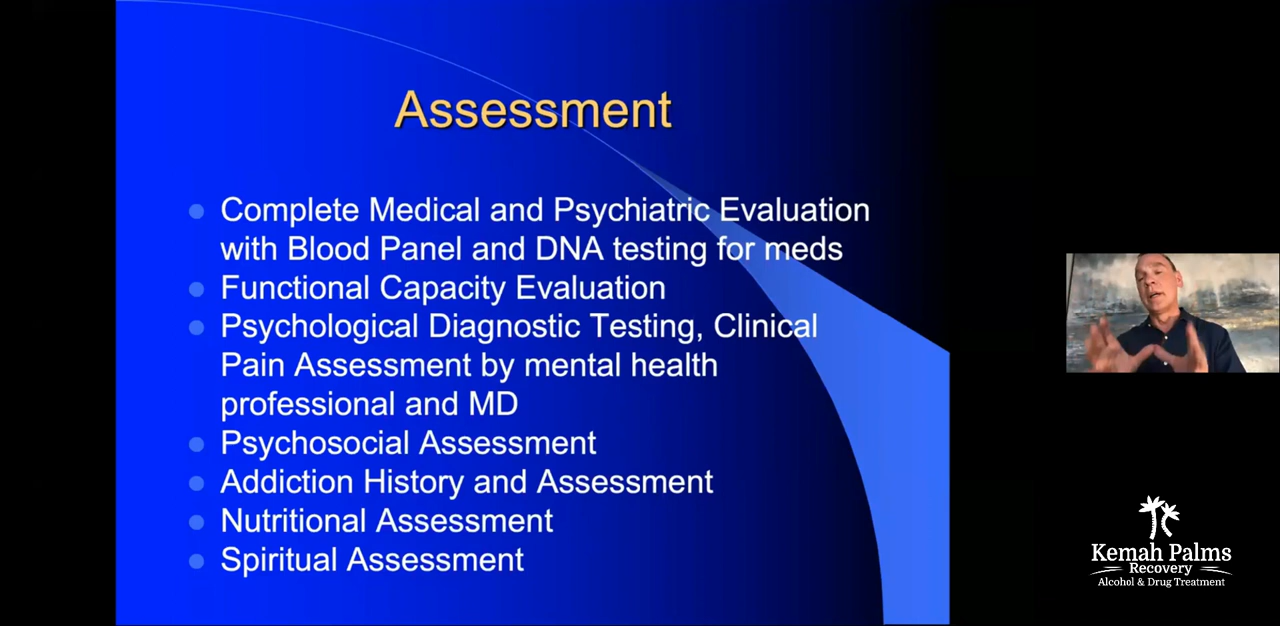 Assessment
Complete Medical and Psychiatric Evaluation
with Blood Panel and DNA testing for meds
Functional Capacity Evaluation
Psychological Diagnostic Testing, Clinical
Pain Assessment by mental health
professional and MD
Psychosocial Assessment
Addiction History and Assessment
Nutritional Assessment
Spiritual Assessment
Kemah Palms
Recovery
Alcohol & Drug Treatment